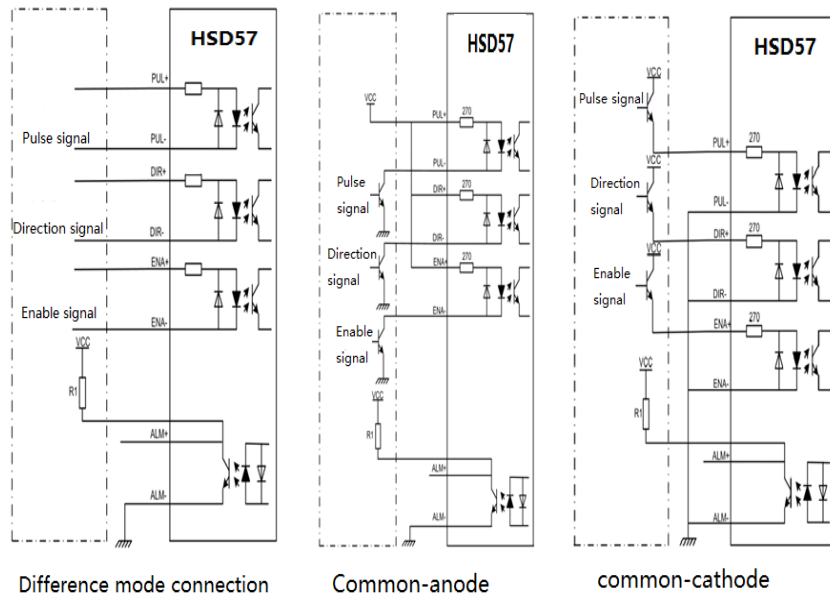 HSD57
PUL+
Pulse signal
PUL-
DIR+
Direction signal
DIR-
ENA+
Enable signal
ENA-
VCC
R1
ALM+
ALM-
Difference mode connection
HSD57
VCC
PUL+
270
PUL-
Pulse
signal
DIR+
270
DIR-
Direction
signal
ENA+
270
ENA-
Enable
signal
VCC
R1
ALM+
ALM-
Common-anode
HSD57
VCC
Pulse signal
PUL+
270
VCC
Direction
signal
PUL-
DIR+
270
VCC
Enable
signal
DIR-
ENA+
270
ENA-
VCC
R1
ALM+
ALM-
common-cathode